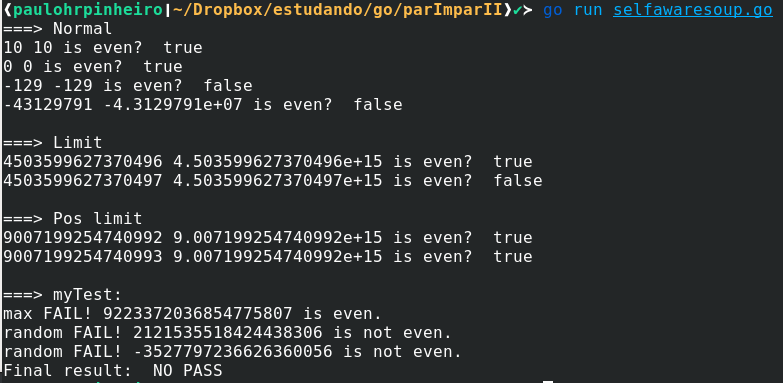 ❰paulohrpinheiro|~/Dropbox/estudando/go/parImparII❱✔≻ go run selfawaresoup.go
===> Normal
10 10 is even?  true
0 0 is even?  true
-129 -129 is even?  false
-43129791 -4.3129791e+07 is even?  false
===> Limit
4503599627370496 4.503599627370496e+15 is even?  true
4503599627370497 4.503599627370497e+15 is even?  false
===> Pos limit
9007199254740992 9.007199254740992e+15 is even?  true
9007199254740993 9.007199254740992e+15 is even?  true
===> myTest:
max FAIL! 9223372036854775807 is even.
random FAIL! 2121535518424438306 is not even.
random FAIL! -3527797236626360056 is not even.
Final result:  NO PASS